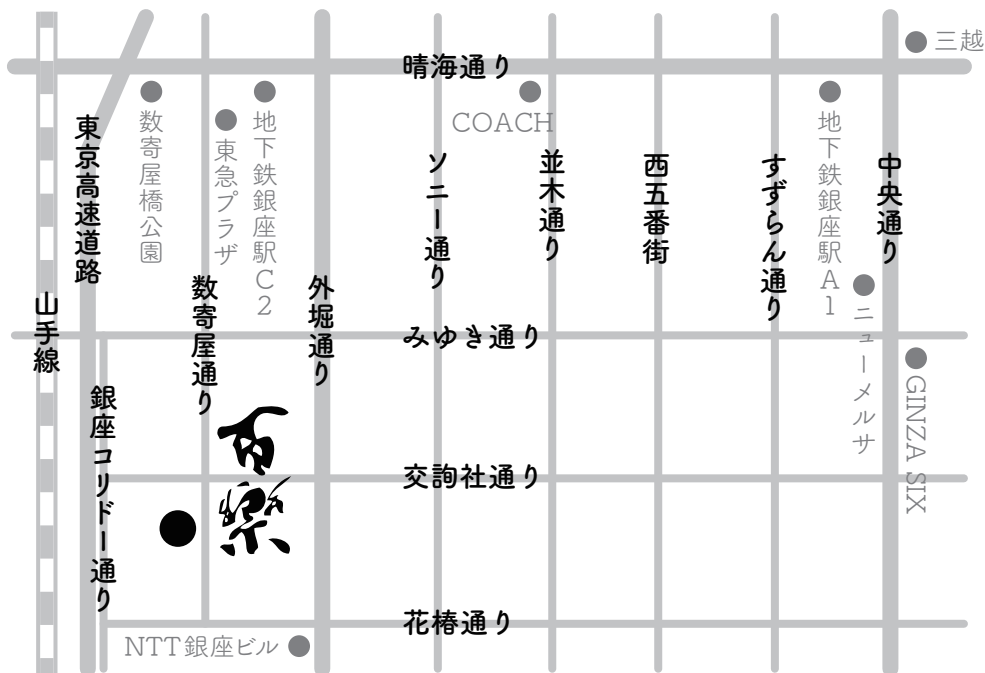 三越
晴海通り
COACH
東京高速道路
数寄屋橋公園
東急プラザ
地下鉄銀座駅C2
ソニー通り
並木通り
西五番街
すずらん通り
地下鉄銀座駅A1
中央通り
山手線
数寄屋通り
外堀通り
みゆき通り
ニューメルサ
GINZA SIX
銀座コリドー通り
百楽
交詢社通り
花椿通り
NTT銀座ビル